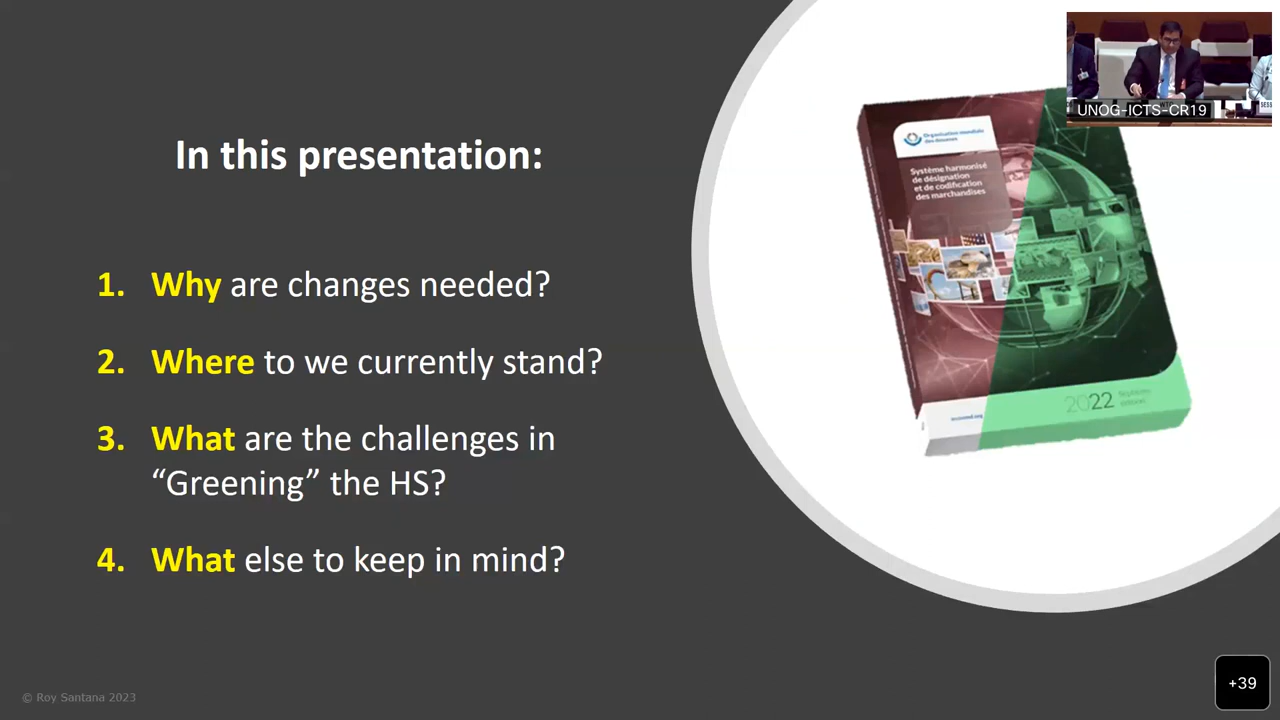 UNOG-ICTS-CR19
In this presentation:
1. Why are changes needed?
2. Where to we currently stand?
3. What are the challenges in
“Greening” the HS?
4. What else to keep in mind?
Organisation mondiale
des douanes
Système harmonisé
de désignation
et de codification
des marchandises
2022
© Roy Santana 2023
+39